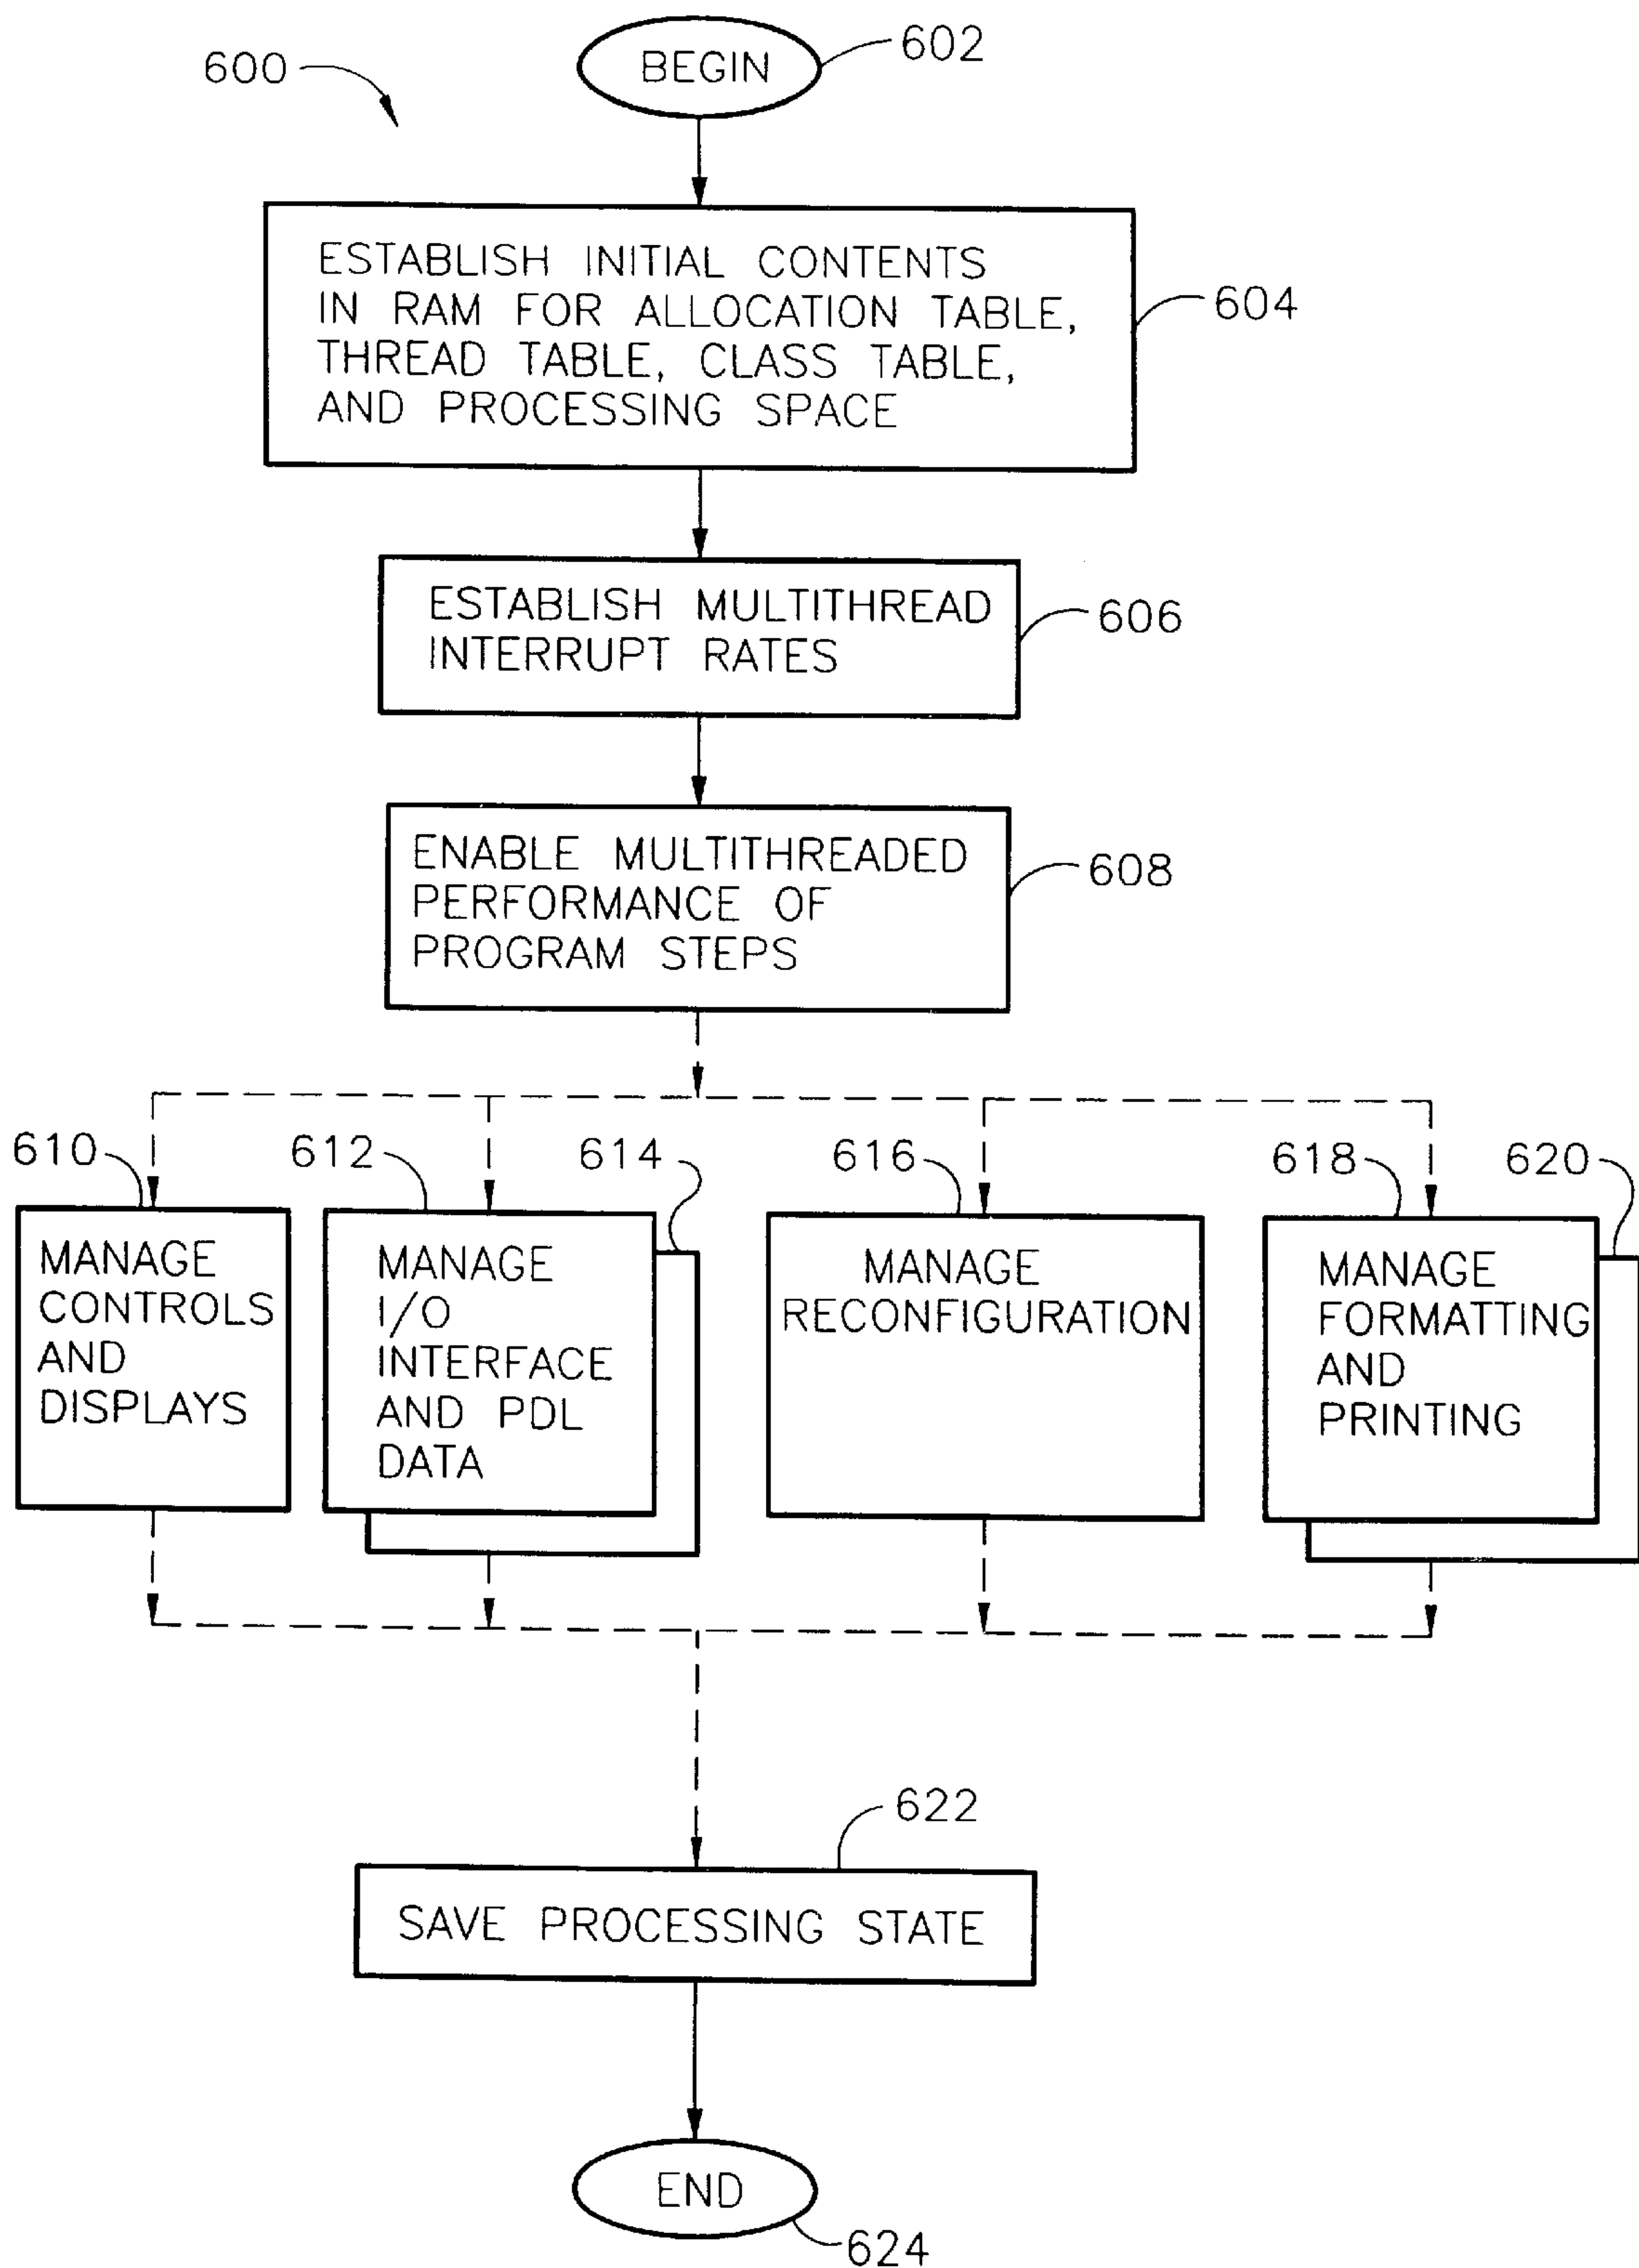 600
BEGIN
602
ESTABLISH INITIAL CONTENTS
IN RAM FOR ALLOCATION TABLE,
THREAD TABLE, CLASS TABLE,
AND PROCESSING SPACE
604
ESTABLISH MULTITHREAD
INTERRUPT RATES
606
ENABLE MULTITHREADED
PERFORMANCE OF
PROGRAM STEPS
608
610
MANAGE
CONTROLS
AND
DISPLAYS
612
614
MANAGE
I/O
INTERFACE
AND PDL
DATA
616
MANAGE
RECONFIGURATION
618
620
MANAGE
FORMATTING
AND
PRINTING
622
SAVE PROCESSING STATE
END
624